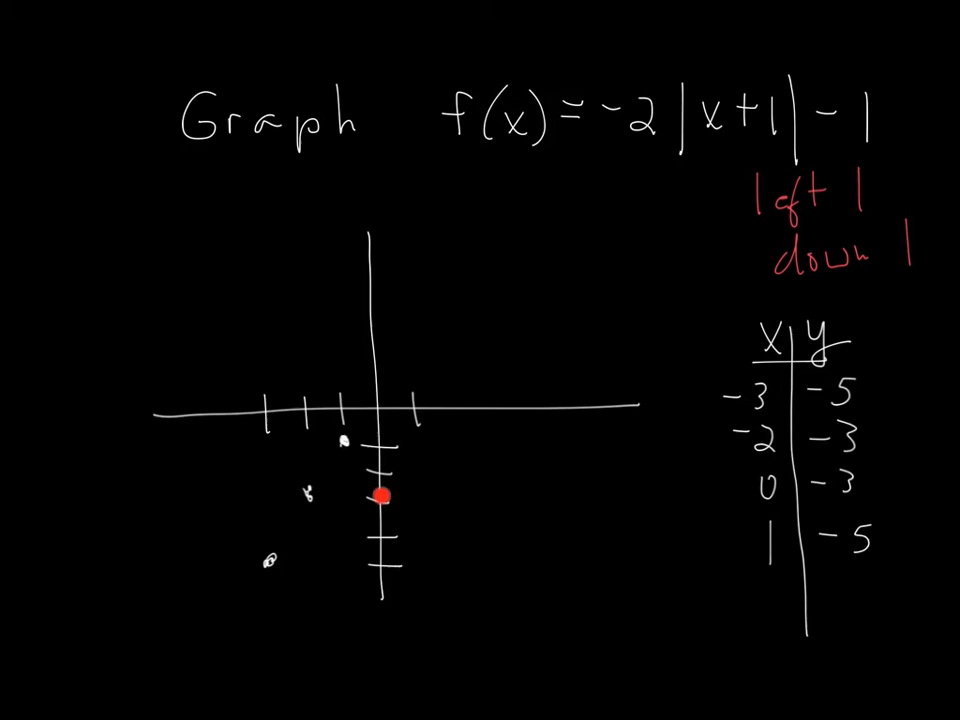 Graph f(x) = -2|x+1| - 1
left 1
down 1
x y
-3 -5
-2 -3
0 -3
1 -5